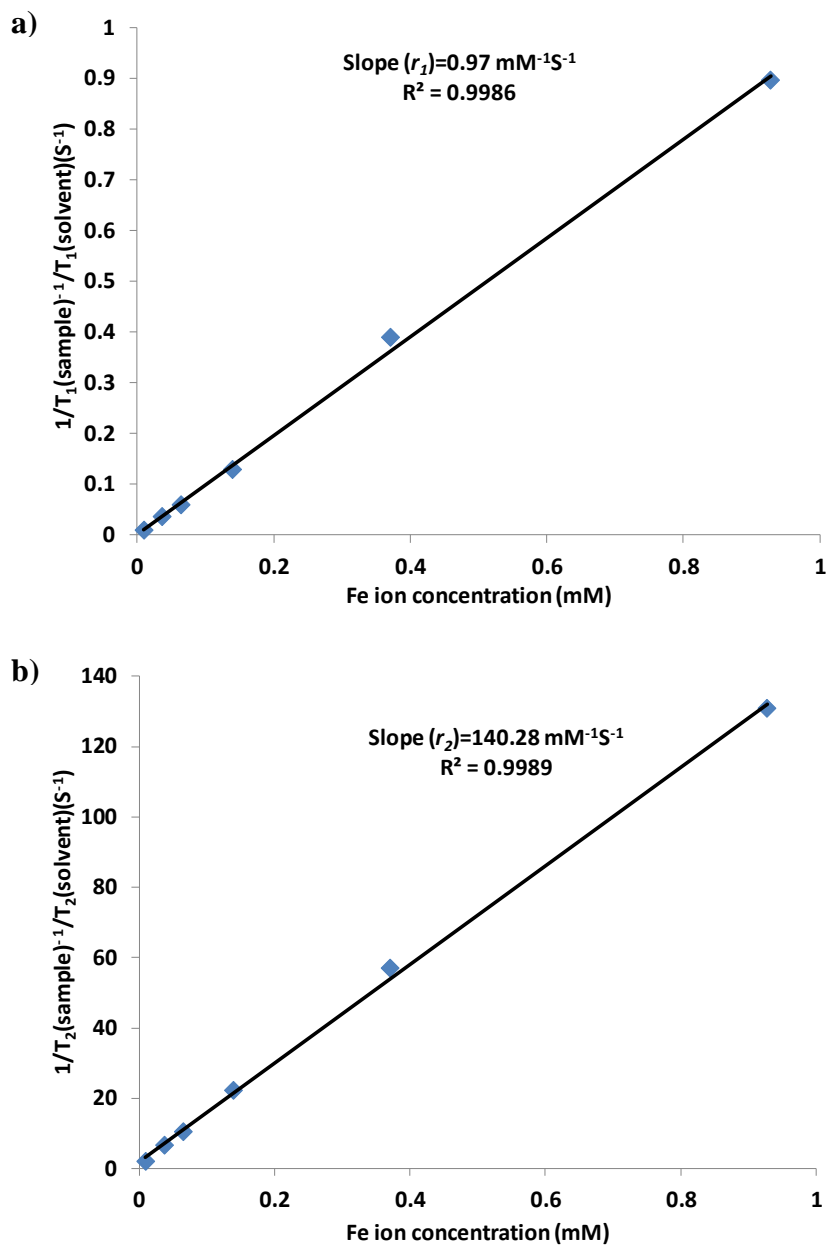 a)
1
0.9
0.8
0.7
0.6
0.5
0.4
0.3
0.2
0.1
0
Slope (r₁)=0.97 mM⁻¹S⁻¹
R² = 0.9986
1/T₁(sample)⁻¹/T₁(solvent)(S⁻¹)
0 0.2 0.4 0.6 0.8 1
Fe ion concentration (mM)
b)
140
120
100
80
60
40
20
0
Slope (r₂)=140.28 mM⁻¹S⁻¹
R² = 0.9989
1/T₂(sample)⁻¹/T₂(solvent)(S⁻¹)
0 0.2 0.4 0.6 0.8 1
Fe ion concentration (mM)